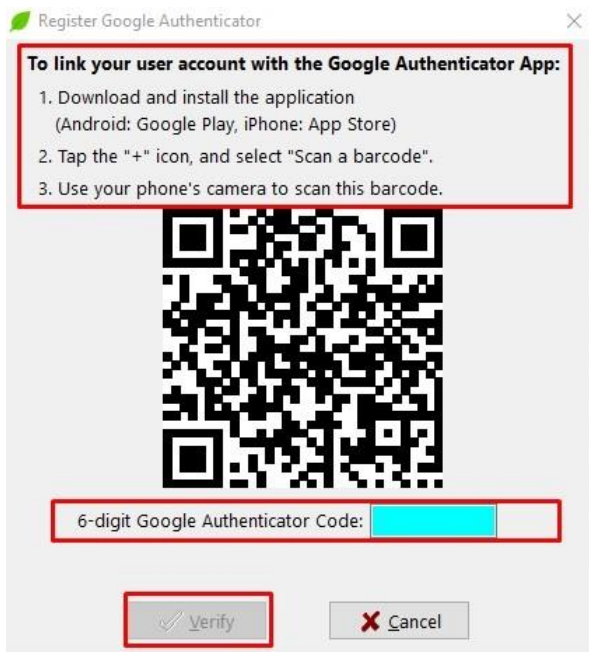 Register Google Authenticator
To link your user account with the Google Authenticator App:
1. Download and install the application
(Android: Google Play, iPhone: App Store)
2. Tap the "+" icon, and select "Scan a barcode".
3. Use your phone's camera to scan this barcode.
6-digit Google Authenticator Code:
Verify
Cancel